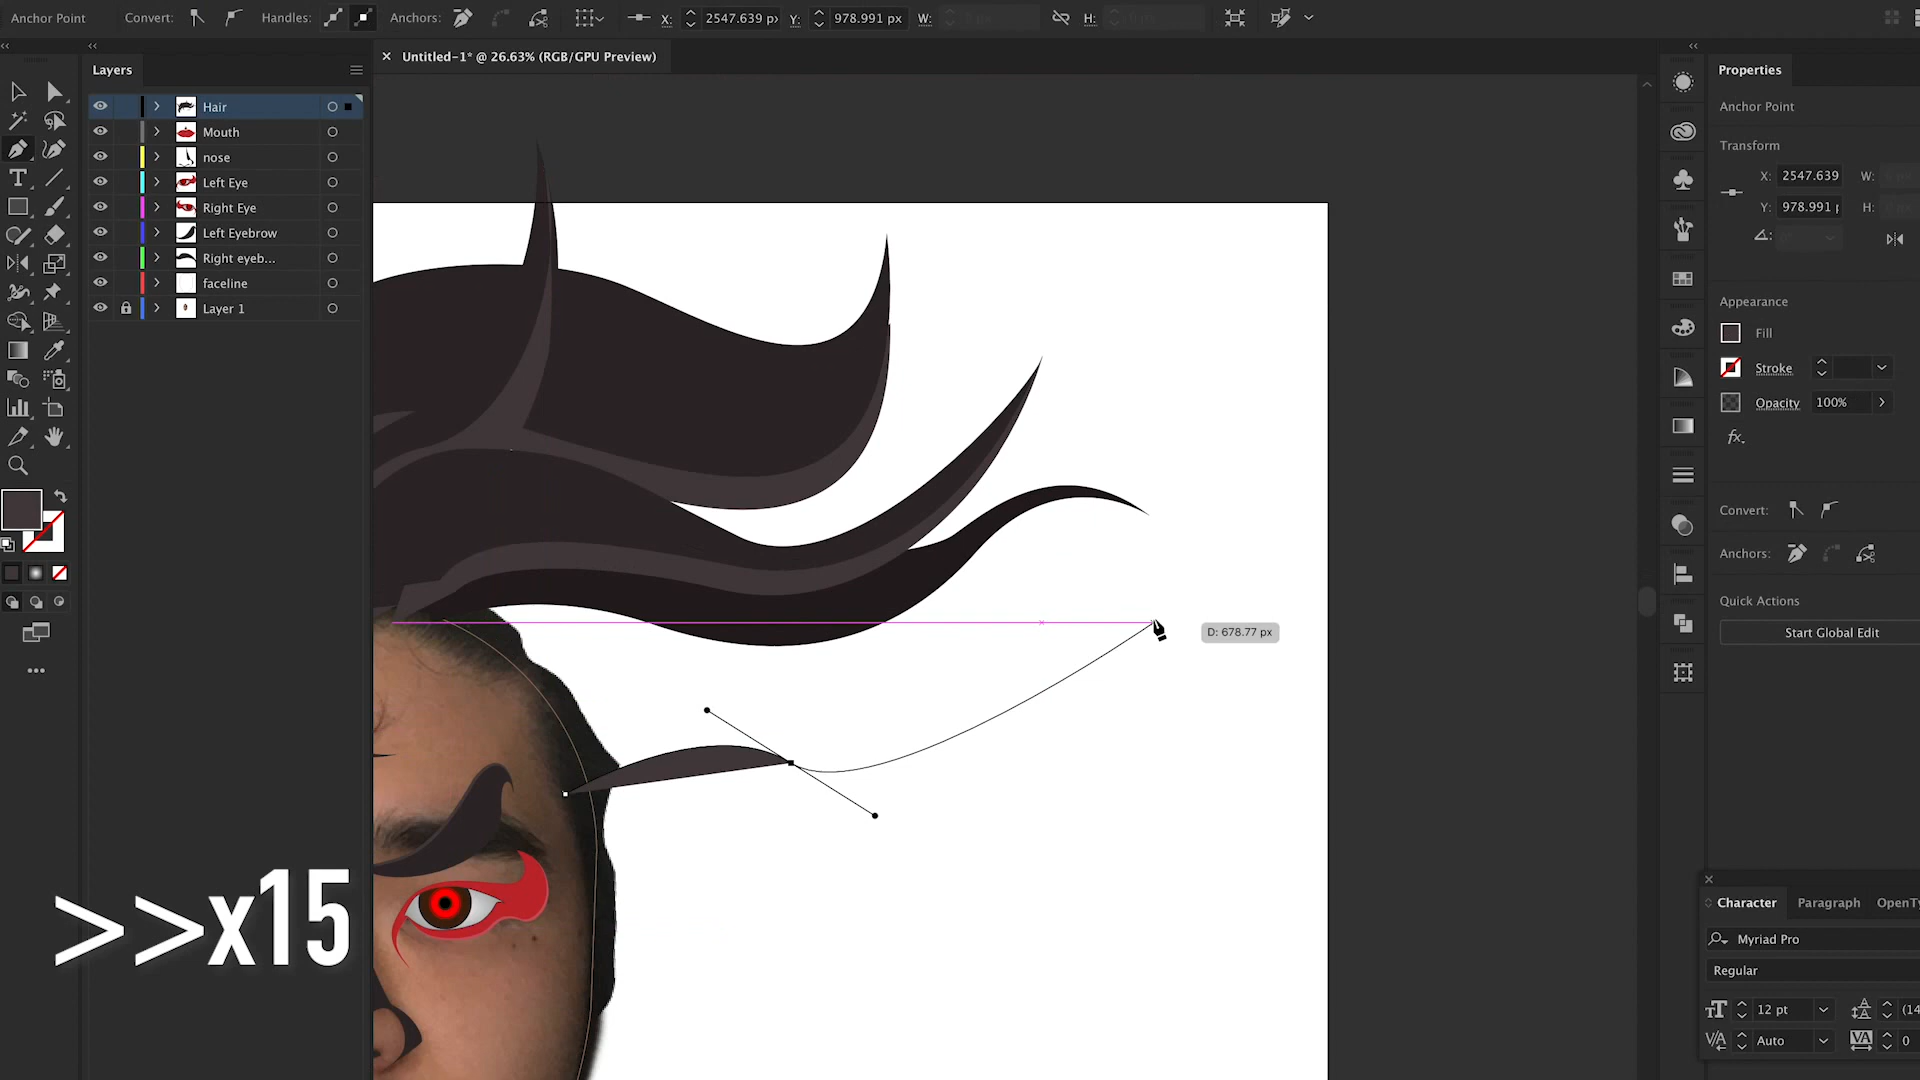 Anchor Point
Convert:
Handles:
Anchors:
X:
2547.639 px
Y:
978.991 px
W:
H:
Untitled-1* @ 26.63% (RGB/GPU Preview)
Layers
Hair
Mouth
nose
Left Eye
Right Eye
Left Eyebrow
Right eyeb...
faceline
Layer 1
D: 678.77 px
>>x15
Properties
Anchor Point
Transform
X:
2547.639
W:
Y:
978.991
H:
Appearance
Fill
Stroke
Opacity
100%
fx.
Convert:
Anchors:
Quick Actions
Start Global Edit
Character
Paragraph
OpenTy
Myriad Pro
Regular
12 pt
(14
Auto
0